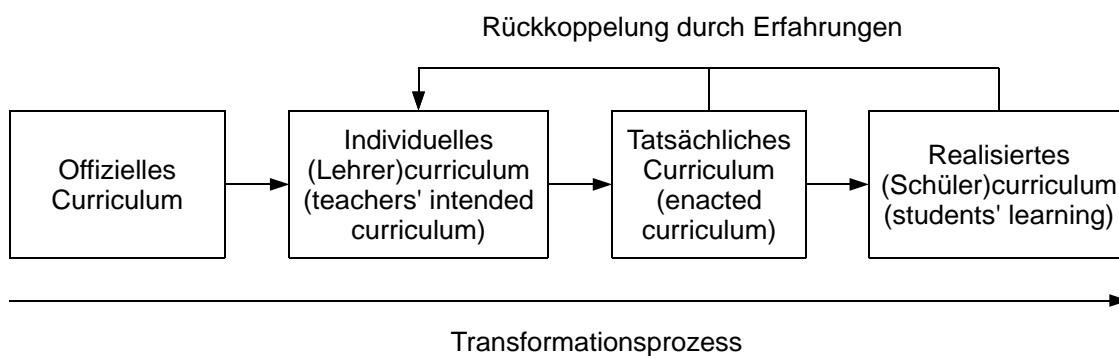 Rückkoppelung durch Erfahrungen
Offizielles
Curriculum
Individuelles
(Lehrer)curriculum
(teachers' intended
curriculum)
Tatsächliches
Curriculum
(enacted
curriculum)
Realisiertes
(Schüler)curriculum
(students' learning)
Transformationsprozess